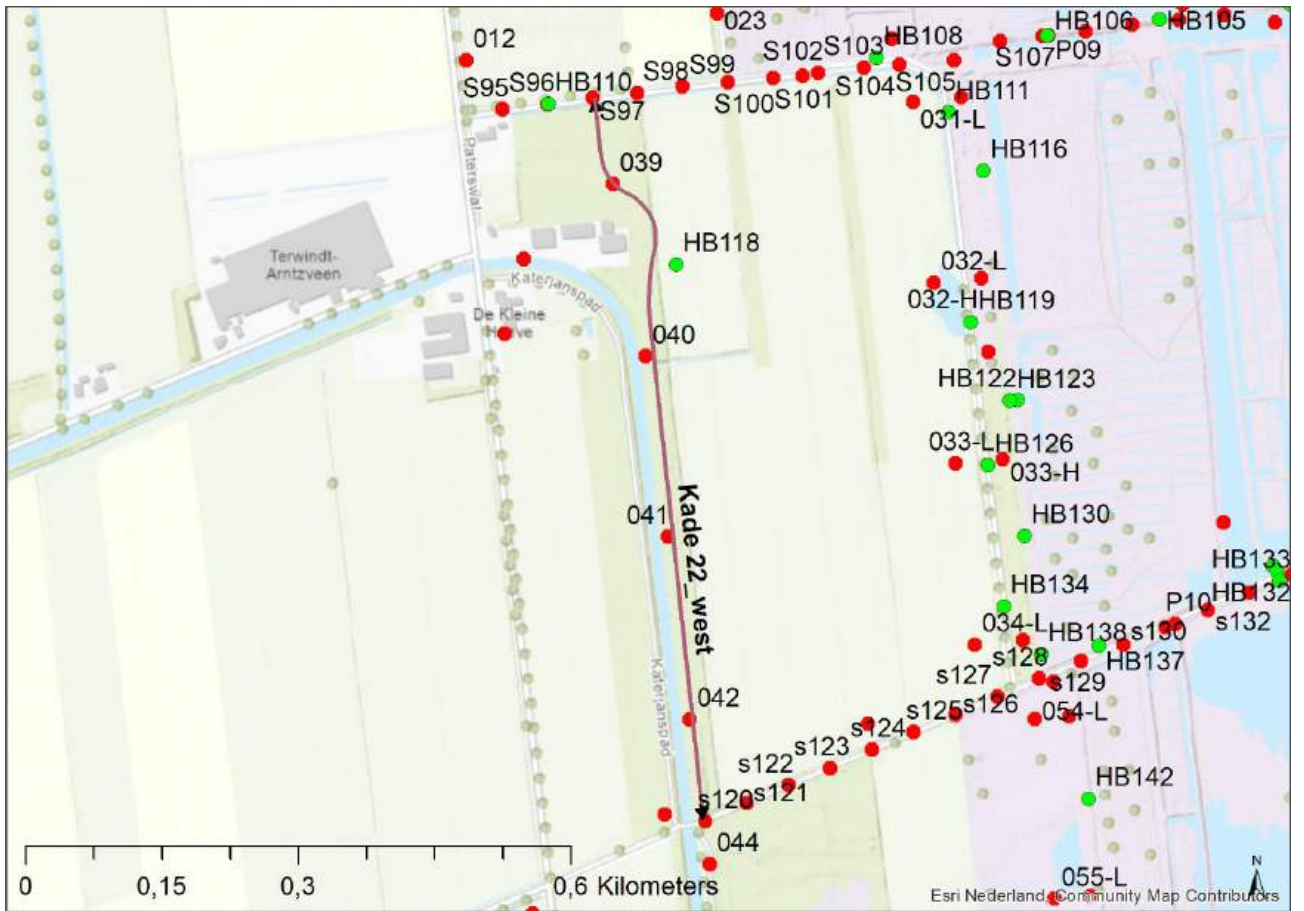 023
HB106
HB105
012
S102
S103
HB108
S107
P09
S95
S96
HB110
S98
S99
S104
S105
S100
S101
S97
HB111
031-L
HB116
039
Paterswal
HB118
Terwindt-
Arntzveen
Katerjanspad
032-L
032-H
HB119
De Kleine
040
HB122
HB123
033-L
HB126
033-H
Kade 22_west
041
HB130
HB133
HB134
HB132
P10
034-L
HB138
s130
s132
s128
HB137
s127
s129
Katerjanspad
042
s126
s125
054-L
s124
s123
s122
HB142
s121
s120
044
055-L
N
0
0,15
0,3
0,6 Kilometers
Esri Nederland, Community Map Contributors